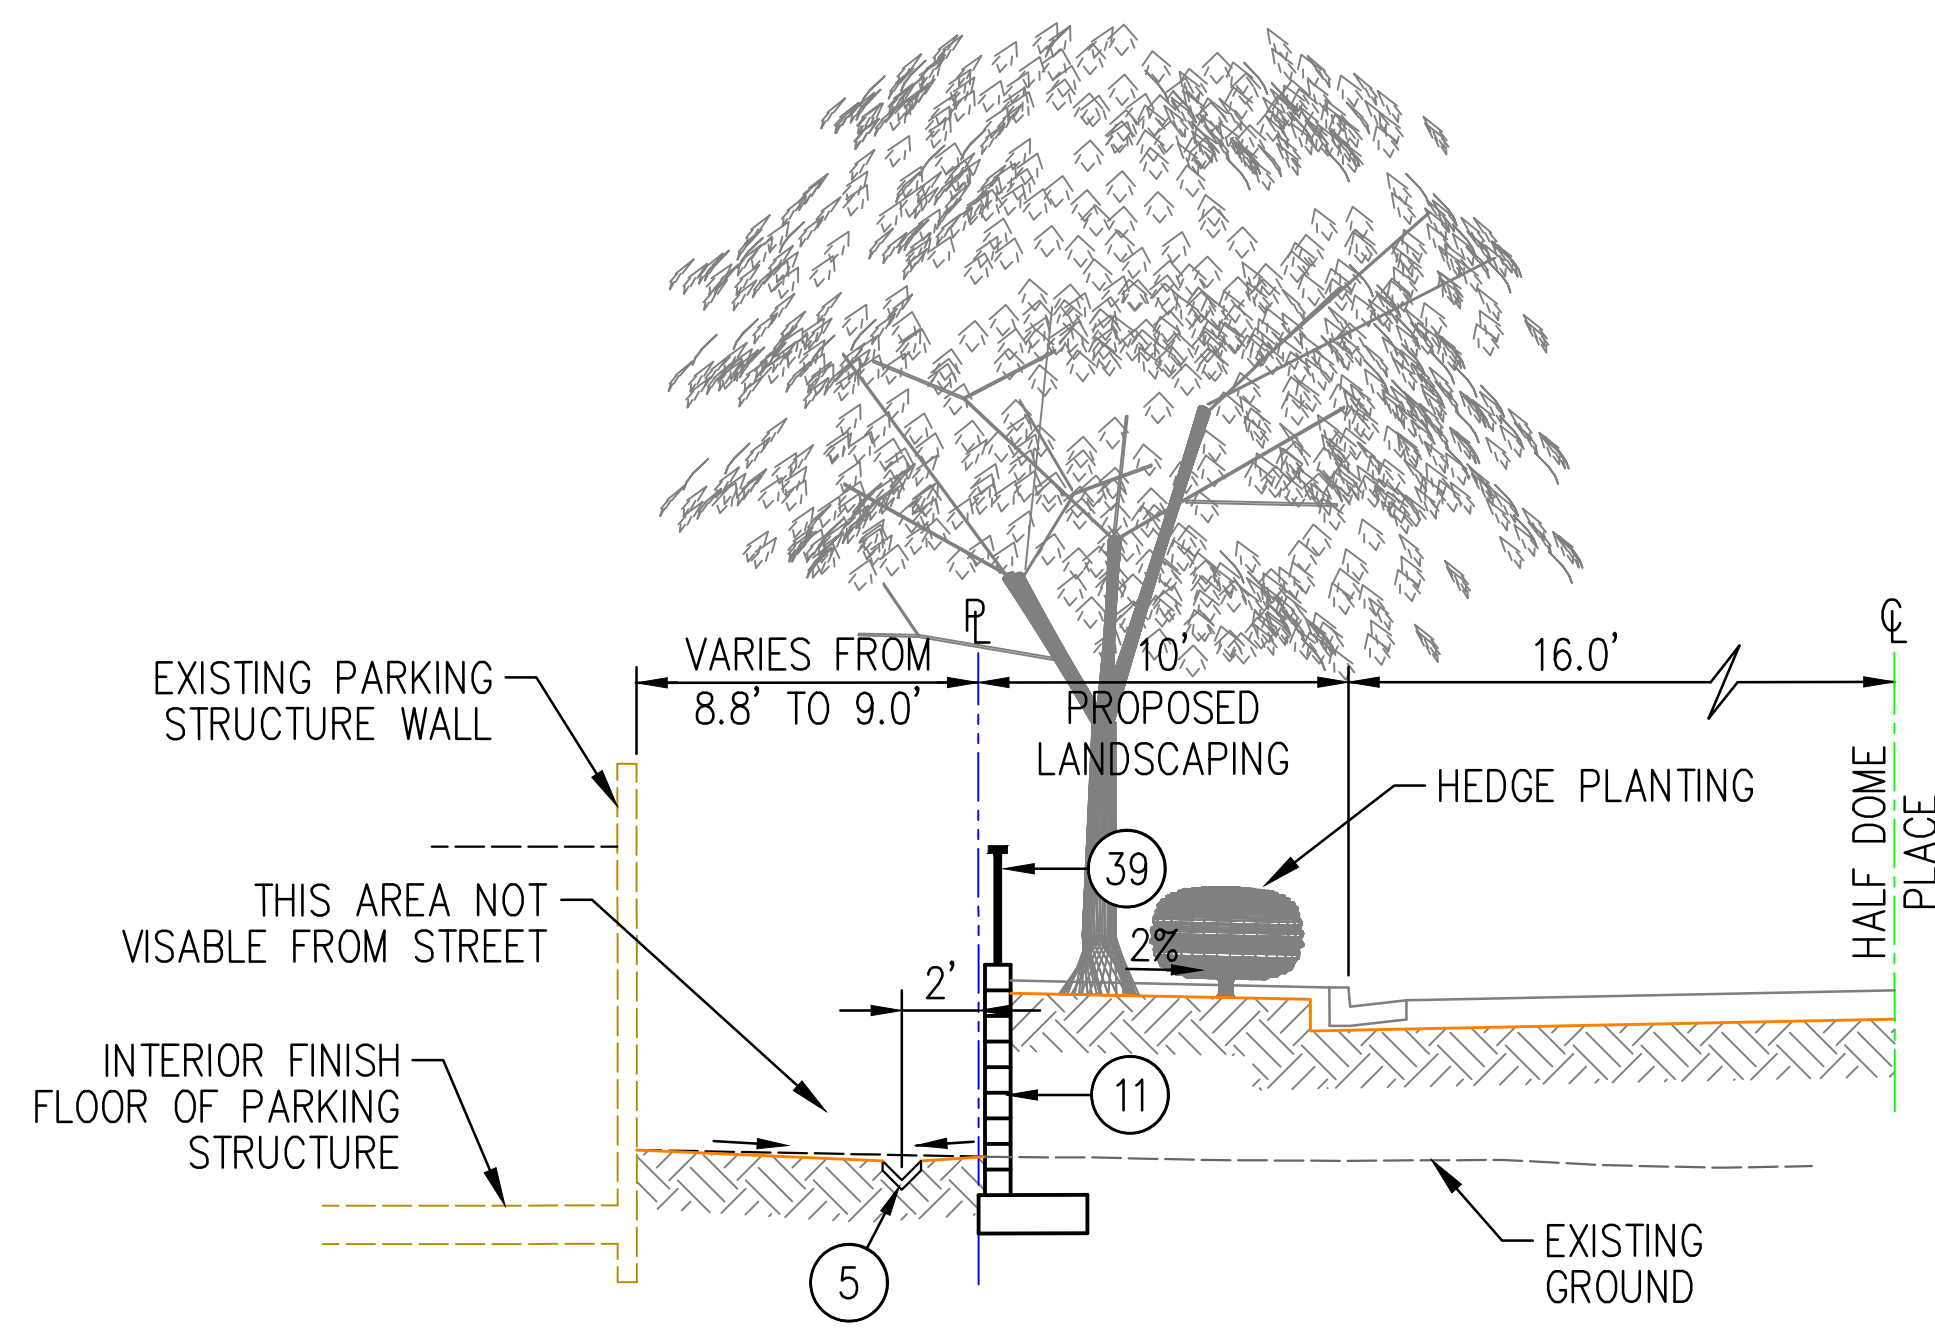 PL
CL
VARIES FROM
8.8' TO 9.0'
10'
PROPOSED
LANDSCAPING
16.0'
EXISTING PARKING
STRUCTURE WALL
HEDGE PLANTING
HALF DOME
PLACE
39
THIS AREA NOT
VISABLE FROM STREET
2%
2'
INTERIOR FINISH
FLOOR OF PARKING
STRUCTURE
11
5
EXISTING
GROUND